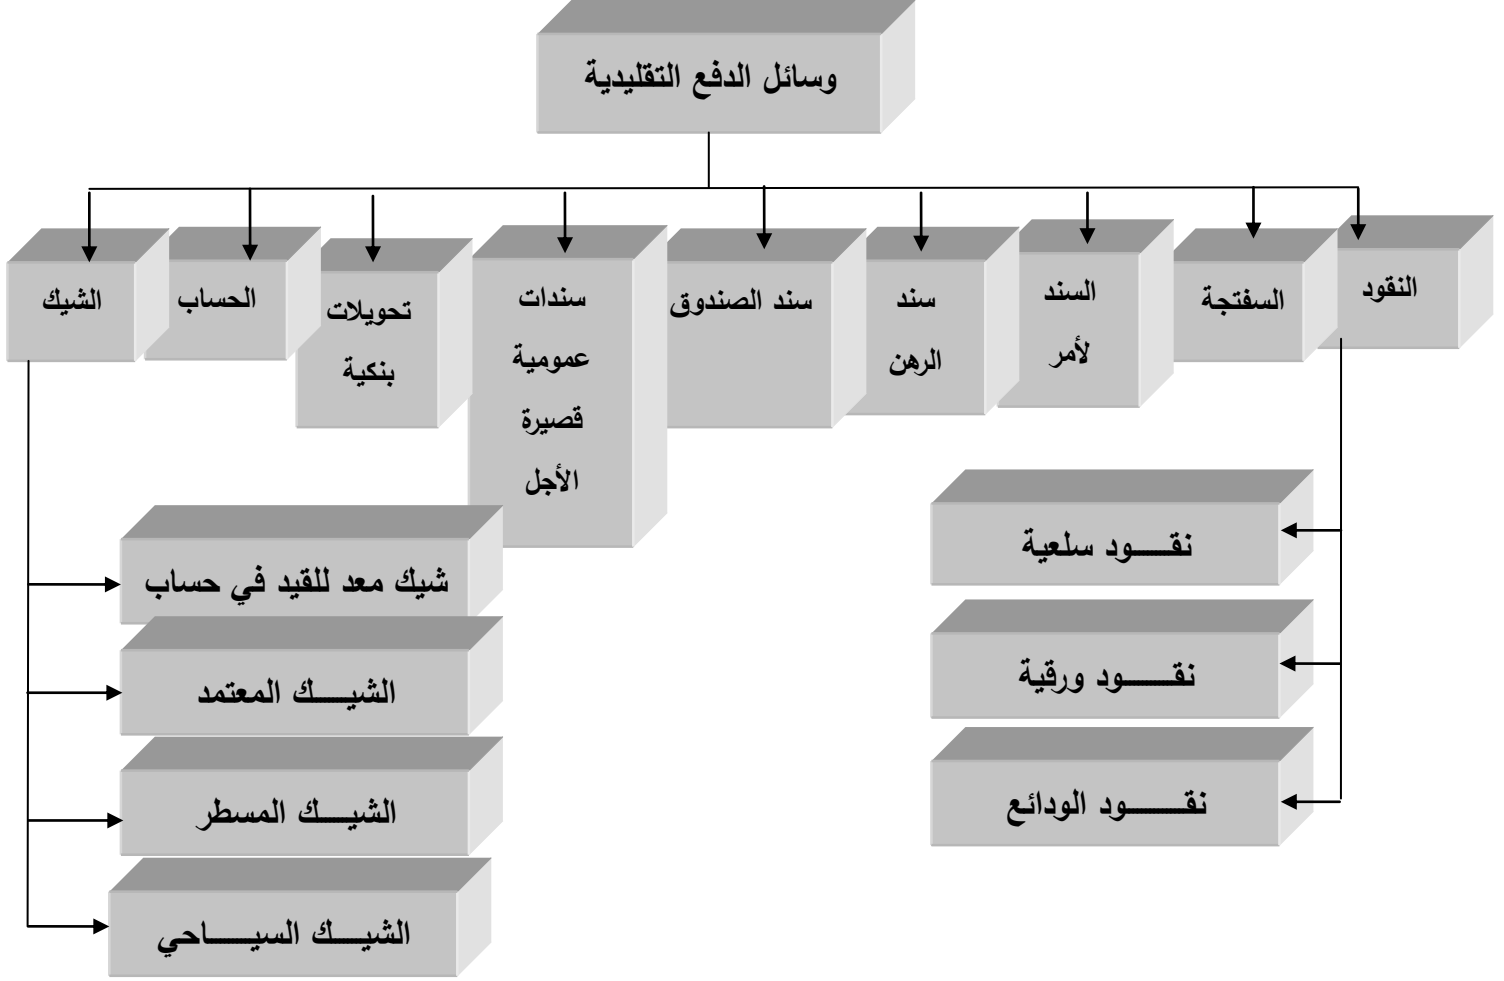 وسائل الدفع التقليدية
النقود
السفتجة
السند
لأمر
سند
الرهن
سند الصندوق
سندات
عمومية
قصيرة
الأجل
تحويلات
بنكية
الحساب
الشيك
نقـــود سلعية
نقـــود ورقية
نقـــود الودائع
شيك معد للقيد في حساب
الشيـــك المعتمد
الشيـــك المسطر
الشيـــك السيـــاحي